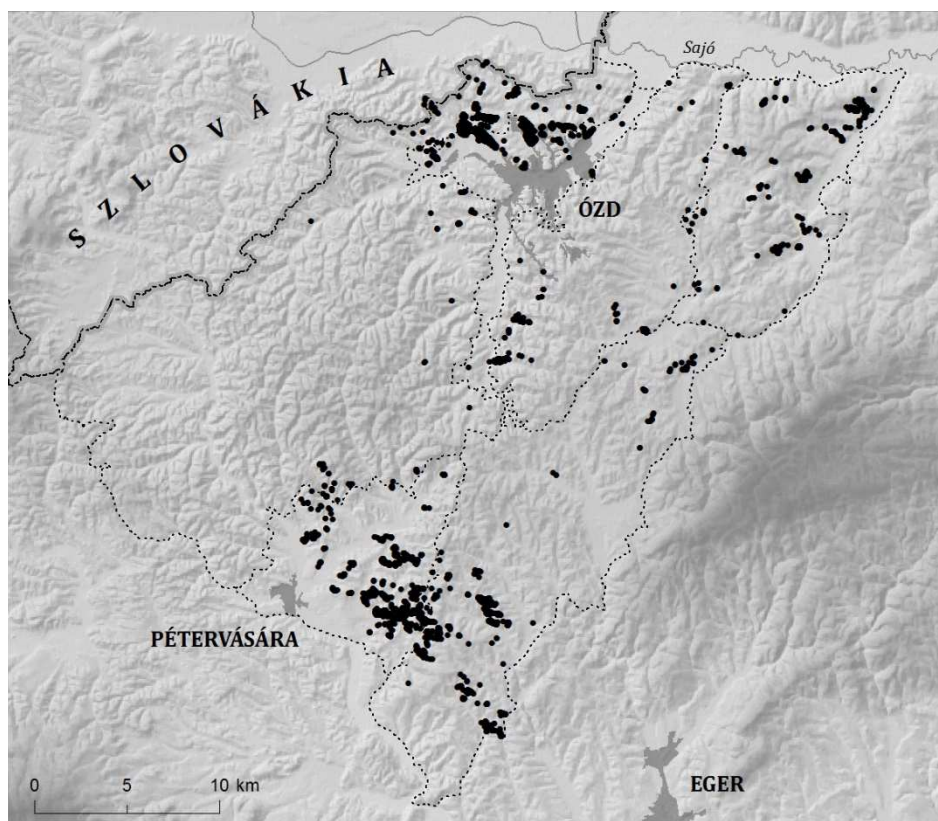 Sajó
SZLOVÁKIA
ÓZD
PÉTERVÁSÁRA
EGER
0 5 10 km